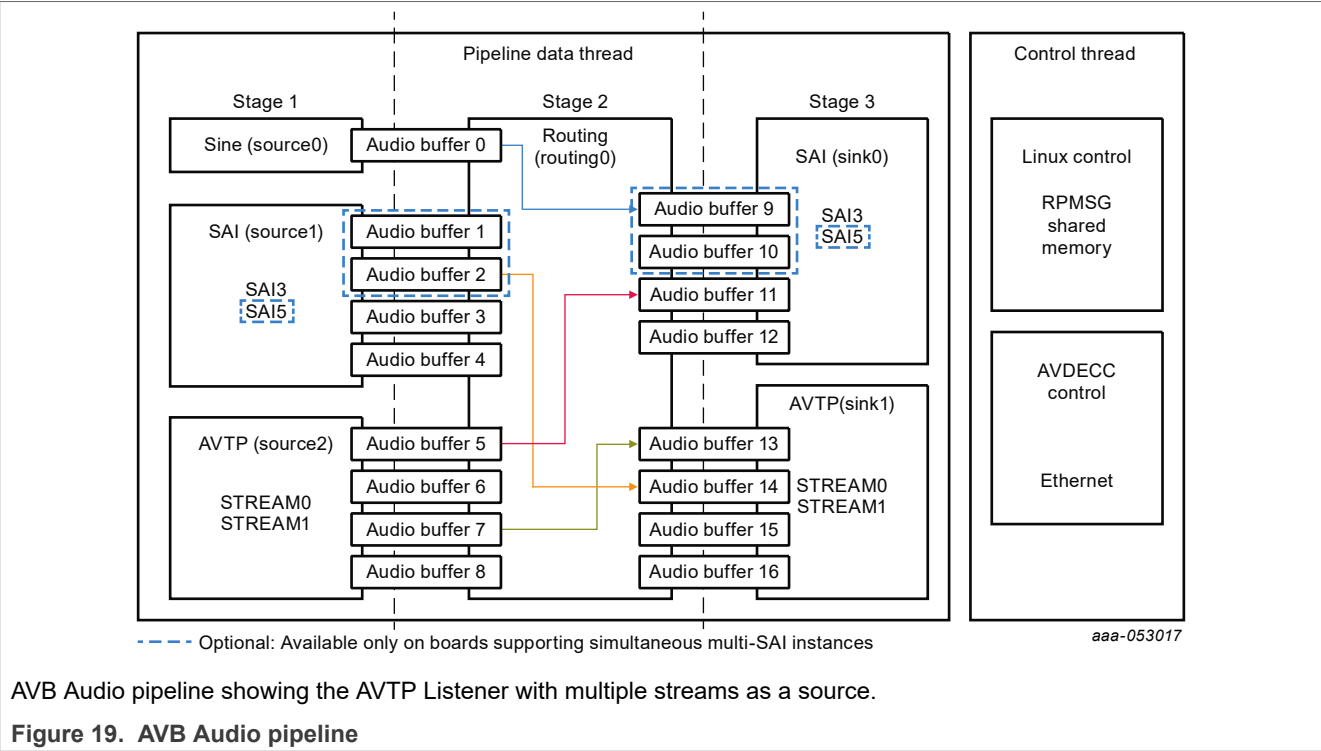 Pipeline data thread
Control thread
Stage 1
Stage 2
Stage 3
Sine (source0)
Audio buffer 0
Routing
(routing0)
SAI (source1)
SAI3
SAI5
Audio buffer 1
Audio buffer 2
Audio buffer 3
Audio buffer 4
AVTP (source2)
STREAM0
STREAM1
Audio buffer 5
Audio buffer 6
Audio buffer 7
Audio buffer 8
SAI (sink0)
Audio buffer 9
Audio buffer 10
Audio buffer 11
Audio buffer 12
SAI3
SAI5
AVTP(sink1)
Audio buffer 13
Audio buffer 14
Audio buffer 15
Audio buffer 16
STREAM0
STREAM1
Linux control
RPMSG
shared
memory
AVDECC
control
Ethernet
Optional: Available only on boards supporting simultaneous multi-SAI instances
aaa-053017
AVB Audio pipeline showing the AVTP Listener with multiple streams as a source.
Figure 19. AVB Audio pipeline